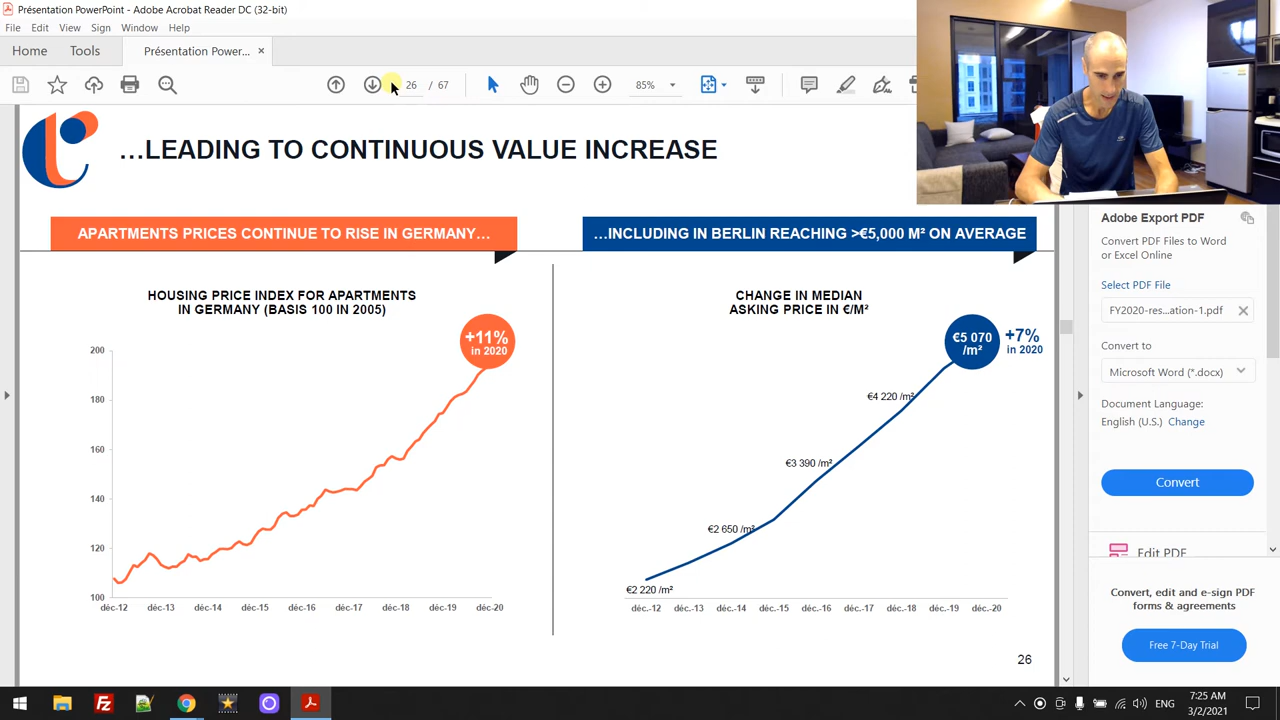 Présentation PowerPoint - Adobe Acrobat Reader DC (32-bit)
File Edit View Sign Window Help
Home Tools Présentation Power... ×
26 / 67 85%
…LEADING TO CONTINUOUS VALUE INCREASE
APARTMENTS PRICES CONTINUE TO RISE IN GERMANY…
HOUSING PRICE INDEX FOR APARTMENTS
IN GERMANY (BASIS 100 IN 2005)
+11%
in 2020
200
180
160
140
120
100
déc-12 déc-13 déc-14 déc-15 déc-16 déc-17 déc-18 déc-19 déc-20
…INCLUDING IN BERLIN REACHING >€5,000 M² ON AVERAGE
CHANGE IN MEDIAN
ASKING PRICE IN €/M²
€5 070
/m²
+7%
in 2020
€4 220 /m²
€3 390 /m²
€2 650 /m²
€2 220 /m²
déc.-12 déc.-13 déc.-14 déc.-15 déc.-16 déc.-17 déc.-18 déc.-19 déc.-20
26
Adobe Export PDF
Convert PDF Files to Word
or Excel Online
Select PDF File
FY2020-res...ation-1.pdf
Convert to
Microsoft Word (*.docx)
Document Language:
English (U.S.) Change
Convert
Edit PDF
Convert, edit and e-sign PDF
forms & agreements
Free 7-Day Trial
ENG
7:25 AM
3/2/2021